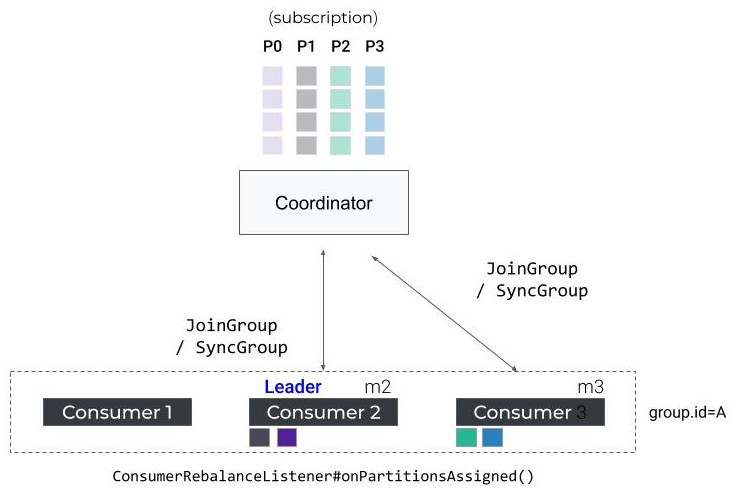 (subscription)
P0 P1 P2 P3
Coordinator
JoinGroup
/ SyncGroup
JoinGroup
/ SyncGroup
Leader m2 m3
Consumer 1 Consumer 2 Consumer 3
group.id=A
ConsumerRebalanceListener#onPartitionsAssigned()